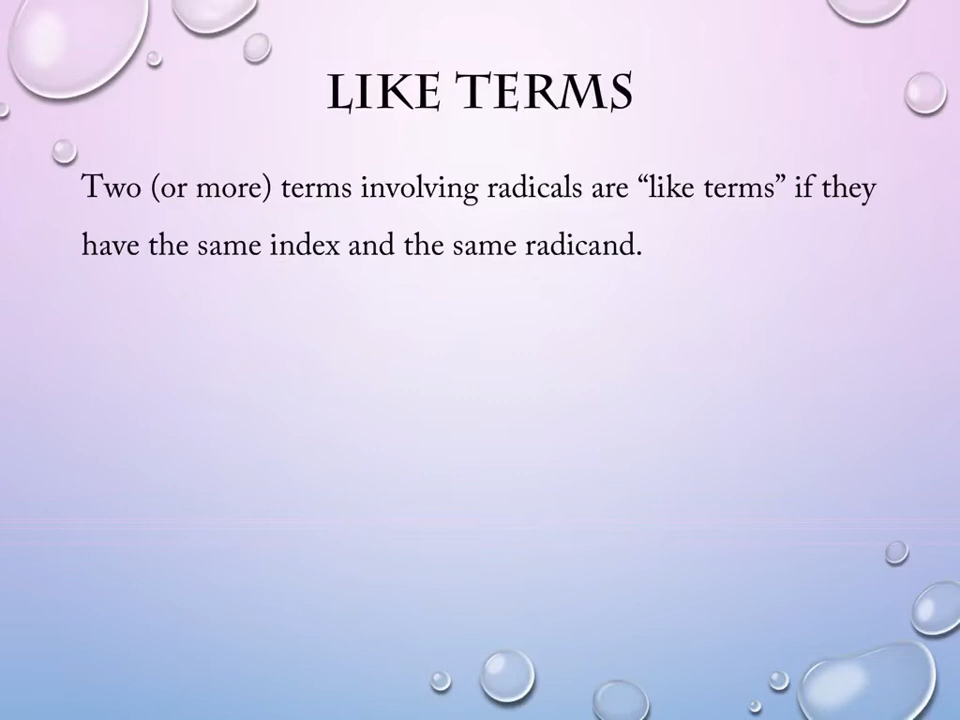 LIKE TERMS
Two (or more) terms involving radicals are “like terms” if they
have the same index and the same radicand.